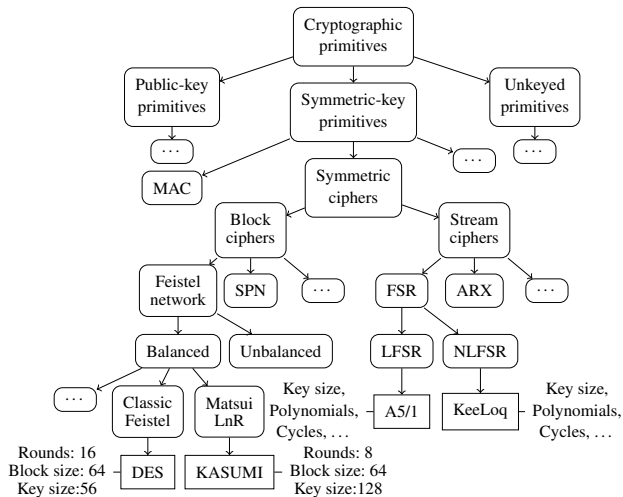 Cryptographic
primitives
Public-key
primitives
Symmetric-key
primitives
Unkeyed
primitives
...
...
...
MAC
Symmetric
ciphers
Block
ciphers
Stream
ciphers
Feistel
network
SPN
...
FSR
ARX
...
Balanced
Unbalanced
LFSR
NLFSR
...
Classic
Feistel
Matsui
LnR
Key size,
Polynomials,
Cycles, ...
A5/1
KeeLoq
Key size,
Polynomials,
Cycles, ...
Rounds: 16
Block size: 64
Key size:56
DES
KASUMI
Rounds: 8
Block size: 64
Key size:128